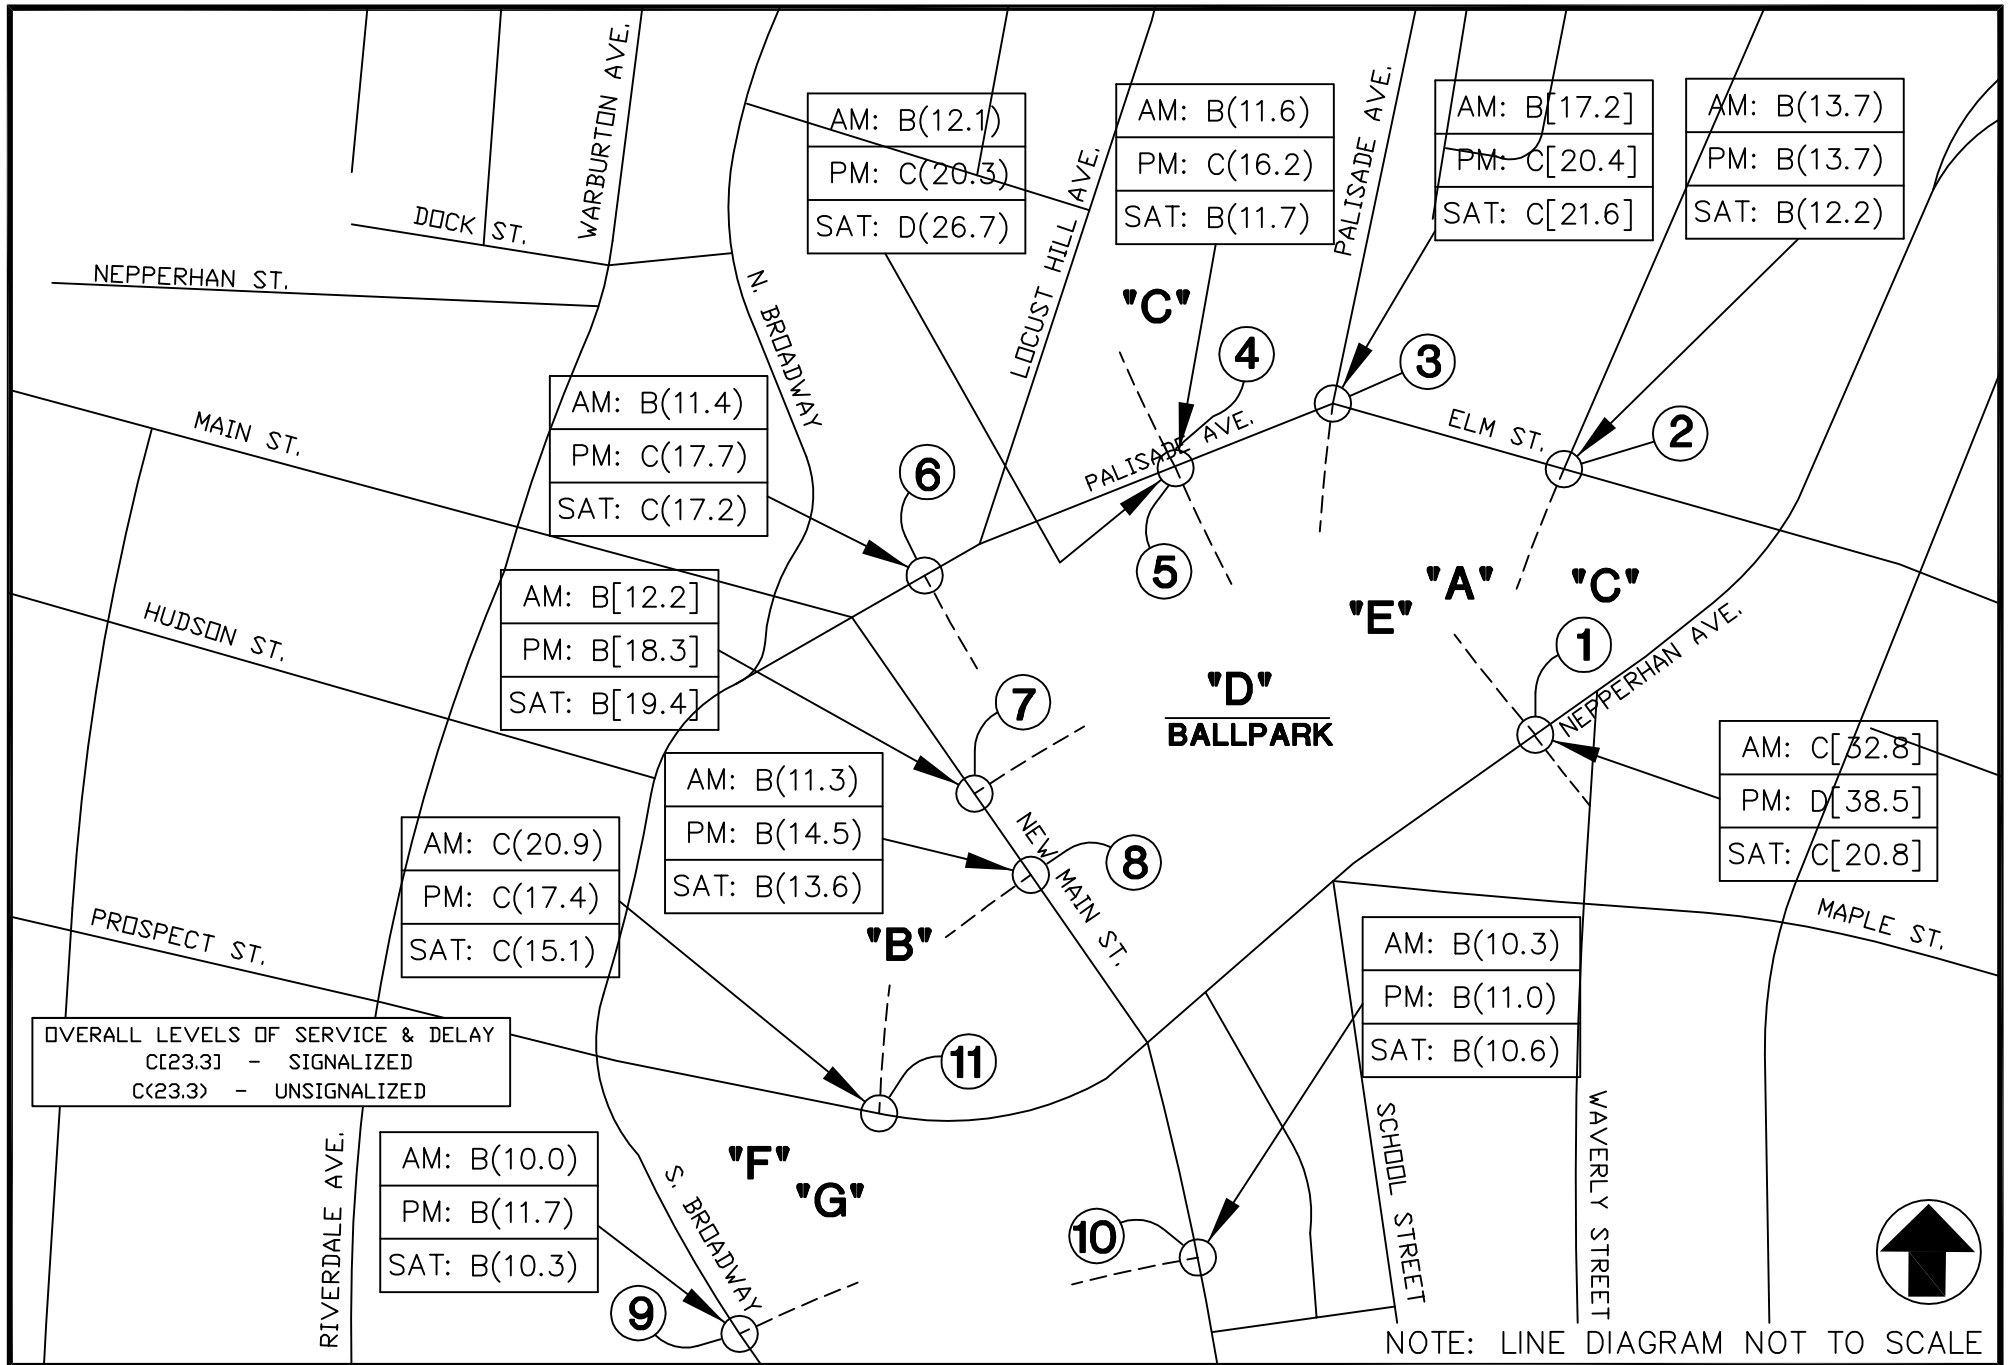 WARBURTON AVE.
DOCK ST.
NEPPERHAN ST.
N. BROADWAY
LOCUST HILL AVE.
PALISADE AVE.
AM: B(12.1)
PM: C(20.3)
SAT: D(26.7)
AM: B(11.6)
PM: C(16.2)
SAT: B(11.7)
AM: B[17.2]
PM: C[20.4]
SAT: C[21.6]
AM: B(13.7)
PM: B(13.7)
SAT: B(12.2)
"C"
4
3
2
ELM ST.
PALISADE AVE.
MAIN ST.
AM: B(11.4)
PM: C(17.7)
SAT: C(17.2)
6
5
"A"
"C"
"E"
1
NEPPERHAN AVE.
HUDSON ST.
AM: B[12.2]
PM: B[18.3]
SAT: B[19.4]
7
"D"
BALLPARK
AM: C[32.8]
PM: D[38.5]
SAT: C[20.8]
AM: B(11.3)
PM: B(14.5)
SAT: B(13.6)
NEW MAIN ST.
8
AM: C(20.9)
PM: C(17.4)
SAT: C(15.1)
"B"
PROSPECT ST.
MAPLE ST.
AM: B(10.3)
PM: B(11.0)
SAT: B(10.6)
OVERALL LEVELS OF SERVICE & DELAY
C[23.3] - SIGNALIZED
C(23.3) - UNSIGNALIZED
11
RIVERDALE AVE.
AM: B(10.0)
PM: B(11.7)
SAT: B(10.3)
"F"
"G"
S. BROADWAY
9
10
SCHOOL STREET
WAVERLY STREET
NOTE: LINE DIAGRAM NOT TO SCALE